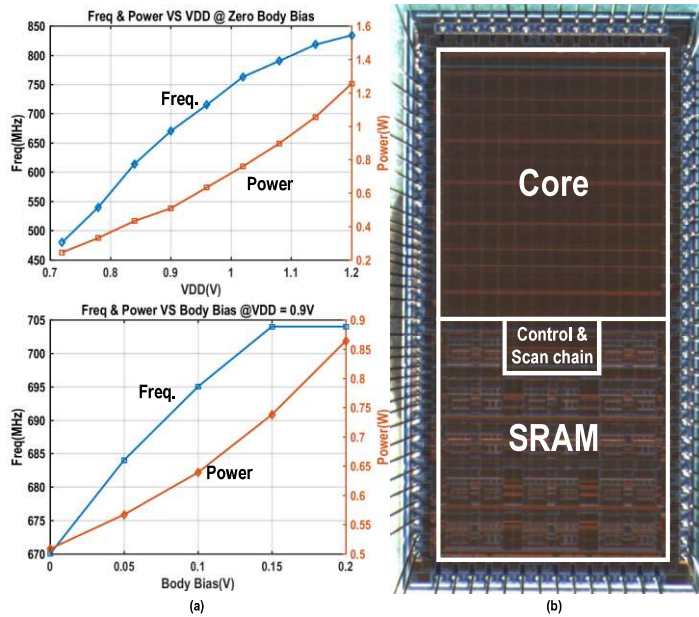 Freq & Power VS VDD @ Zero Body Bias
850
800
750
700
650
600
550
500
450
1.6
1.4
1.2
1
0.8
0.6
0.4
0.2
Freq(MHz)
Power(W)
Freq.
Power
0.7 0.8 0.9 1 1.1 1.2
VDD(V)
Freq & Power VS Body Bias @VDD = 0.9V
705
700
695
690
685
680
675
670
0.9
0.85
0.8
0.75
0.7
0.65
0.6
0.55
0.5
Freq(MHz)
Power(W)
Freq.
Power
0 0.05 0.1 0.15 0.2
Body Bias(V)
(a)
Core
Control &
Scan chain
SRAM
(b)